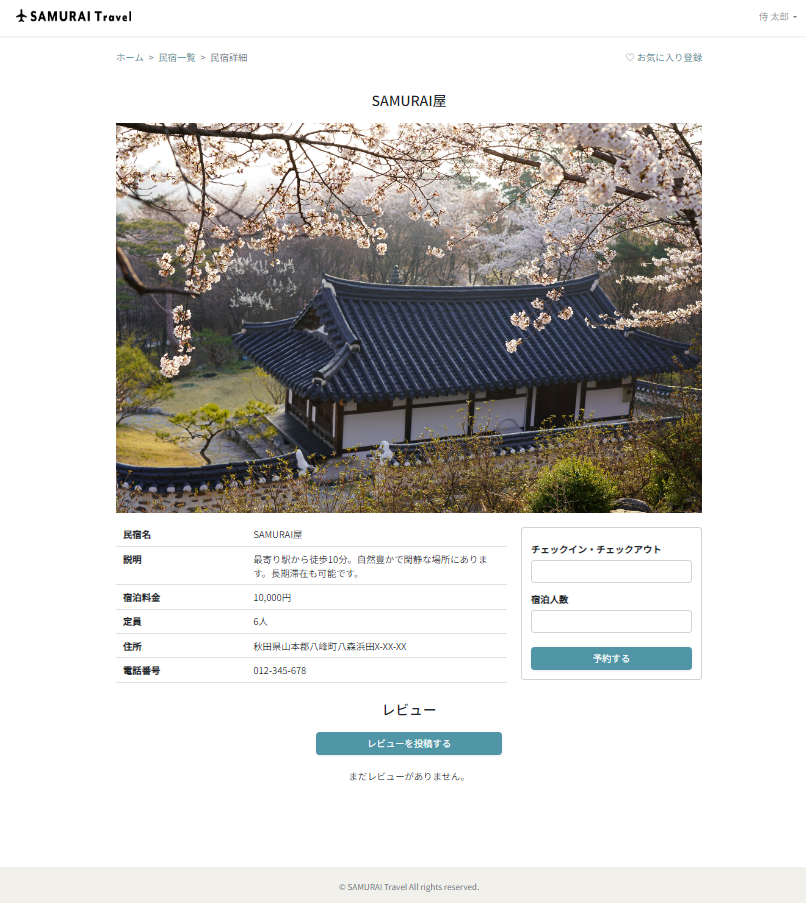 SAMURAI Travel
侍 太郎
ホーム > 民宿一覧 > 民宿詳細
♡ お気に入り登録
SAMURAI屋
民宿名 SAMURAI屋
説明 最寄り駅から徒歩10分。自然豊かで閑静な場所にありま
す。長期滞在も可能です。
宿泊料金 10,000円
定員 6人
住所 秋田県山本郡八峰町八森浜田X-XX-XX
電話番号 012-345-678
チェックイン・チェックアウト
宿泊人数
予約する
レビュー
レビューを投稿する
まだレビューがありません。
© SAMURAI Travel All rights reserved.